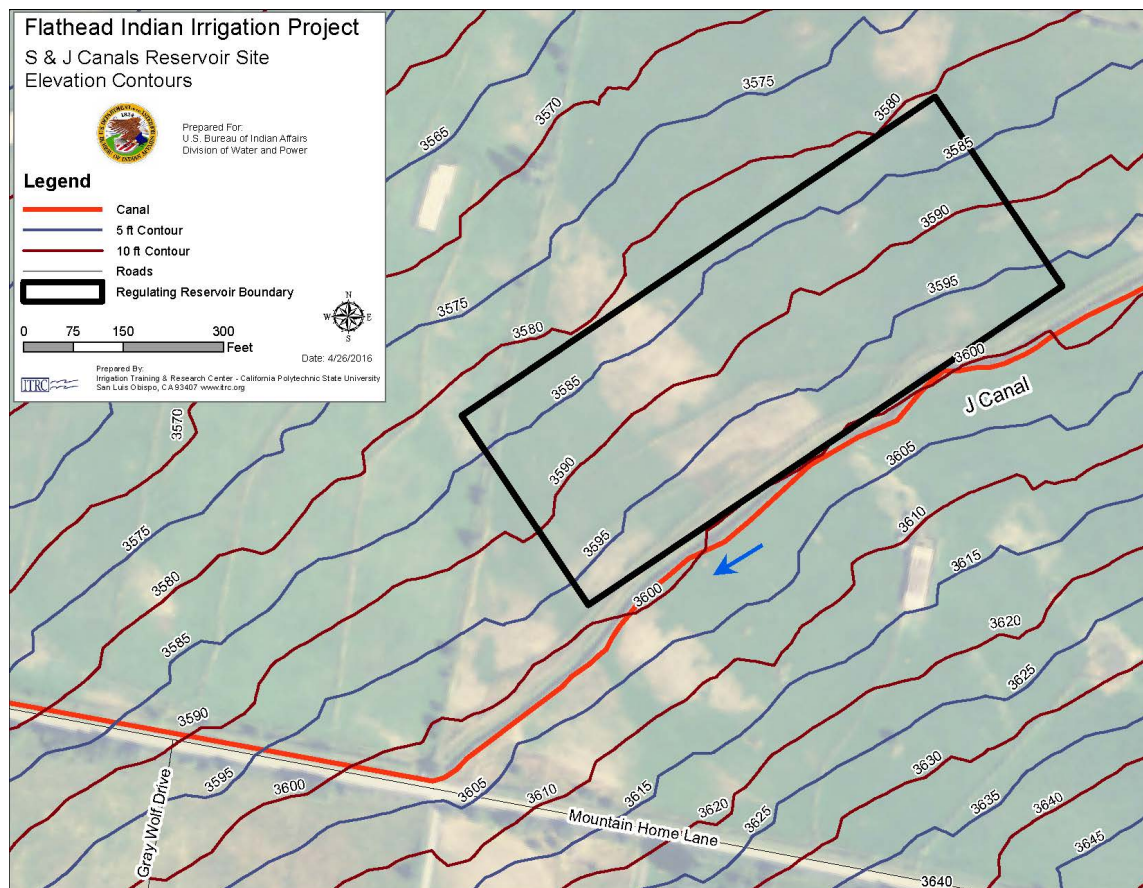 Flathead Indian Irrigation Project
S & J Canals Reservoir Site
Elevation Contours
Prepared For:
U.S. Bureau of Indian Affairs
Division of Water and Power
Legend
Canal
5 ft Contour
10 ft Contour
Roads
Regulating Reservoir Boundary
N
W E
S
0 75 150 300
Feet
Date: 4/26/2016
ITRC
Prepared By:
Irrigation Training & Research Center - California Polytechnic State University
San Luis Obispo, CA 93407 www.itrc.org
3565
3570
3575
3580
3585
3590
3595
3575
3580
3585
3590
3595
3600
J Canal
3605
3610
3615
3620
3625
3630
3635
3640
3645
3570
3575
3580
3585
3590
3595
3600
3600
3605
3610
3615
3620
3625
3640
Gray Wolf Drive
Mountain Home Lane